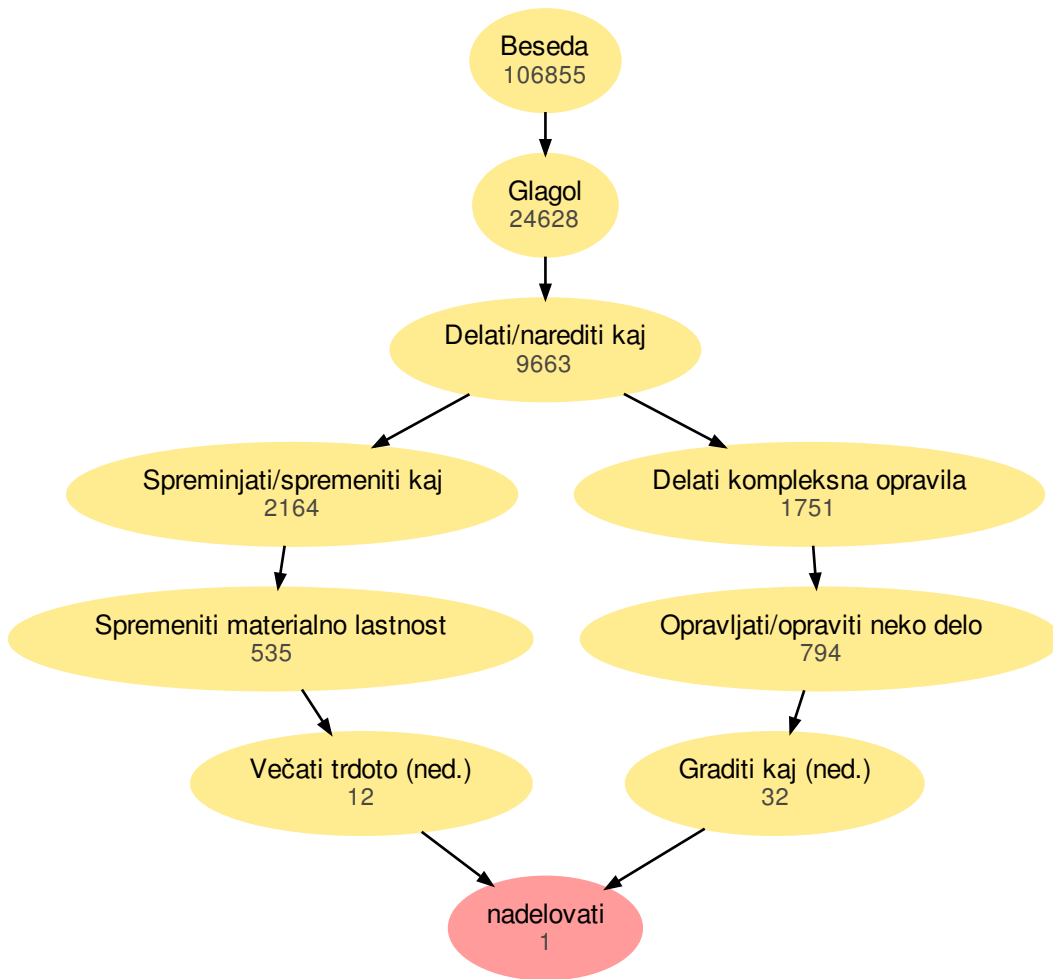 Beseda
106855
Glagol
24628
Delati/narediti kaj
9663
Spreminjati/spremeniti kaj
2164
Delati kompleksna opravila
1751
Spremeniti materialno lastnost
535
Opravljati/opraviti neko delo
794
Večati trdoto (ned.)
12
Graditi kaj (ned.)
32
nadelovati
1